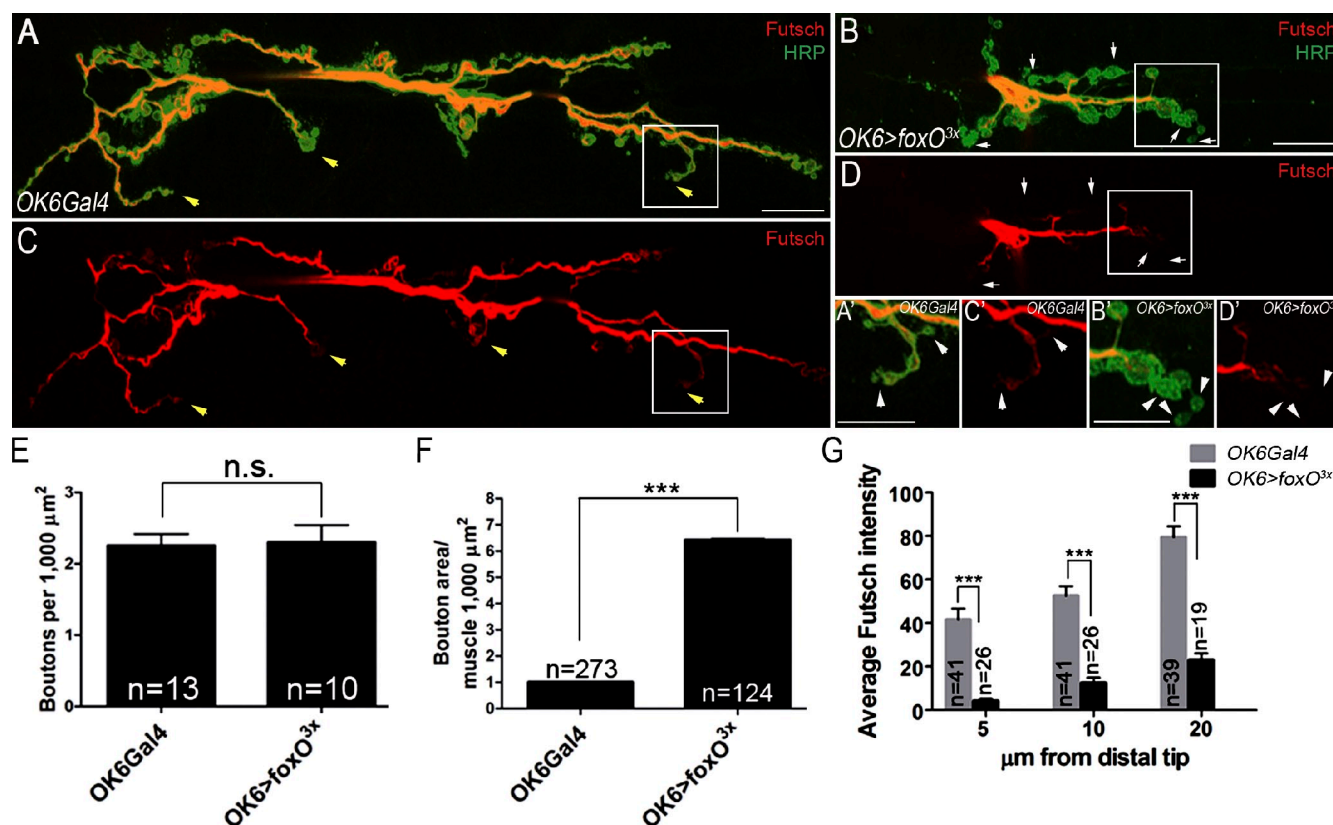 A
Futsch
HRP
OK6Gal4
B
Futsch
HRP
OK6>foxO3x
C
Futsch
D
Futsch
A' OK6Gal4
C' OK6Gal4
B' OK6>foxO3x
D' OK6>foxO
E
n.s.
Boutons per 1,000 μm2
3
2
1
0
n=13
n=10
OK6Gal4
OK6>foxO3x
F
***
Bouton area/
muscle 1,000 μm2
8
7
6
5
4
3
2
1
0
n=273
n=124
OK6Gal4
OK6>foxO3x
G
OK6Gal4
OK6>foxO3x
Average Futsch intensity
100
80
60
40
20
0
***
***
***
n=41
n=26
n=41
n=26
n=39
n=19
5
10
20
μm from distal tip